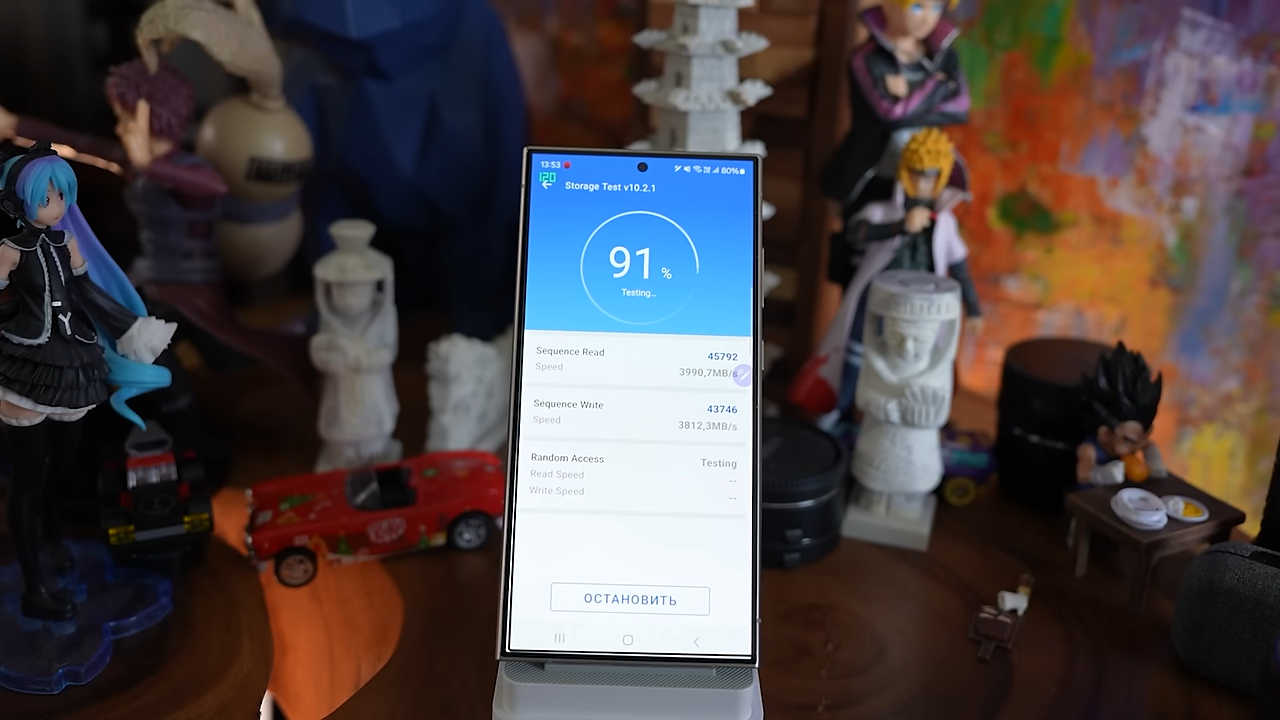 13:53
80%
120
Storage Test v10.2.1
91 %
Testing...
Sequence Read 45792
Speed 3990,7MB/s
Sequence Write 43746
Speed 3812,3MB/s
Random Access Testing
Read Speed --
Write Speed --
ОСТАНОВИТЬ
KitKat